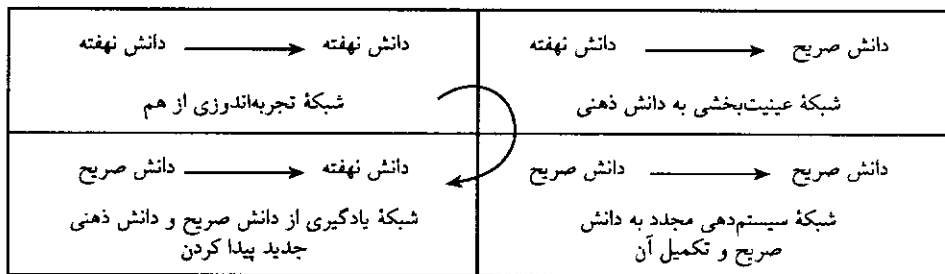 دانش صریح ← دانش نهفته
شبکهٔ عینیت‌بخشی به دانش ذهنی
دانش نهفته ← دانش نهفته
شبکهٔ تجربه‌اندوزی از هم
دانش صریح ← دانش صریح
شبکهٔ سیستم‌دهی مجدد به دانش
صریح و تکمیل آن
دانش نهفته ← دانش صریح
شبکهٔ یادگیری از دانش صریح و دانش ذهنی
جدید پیدا کردن